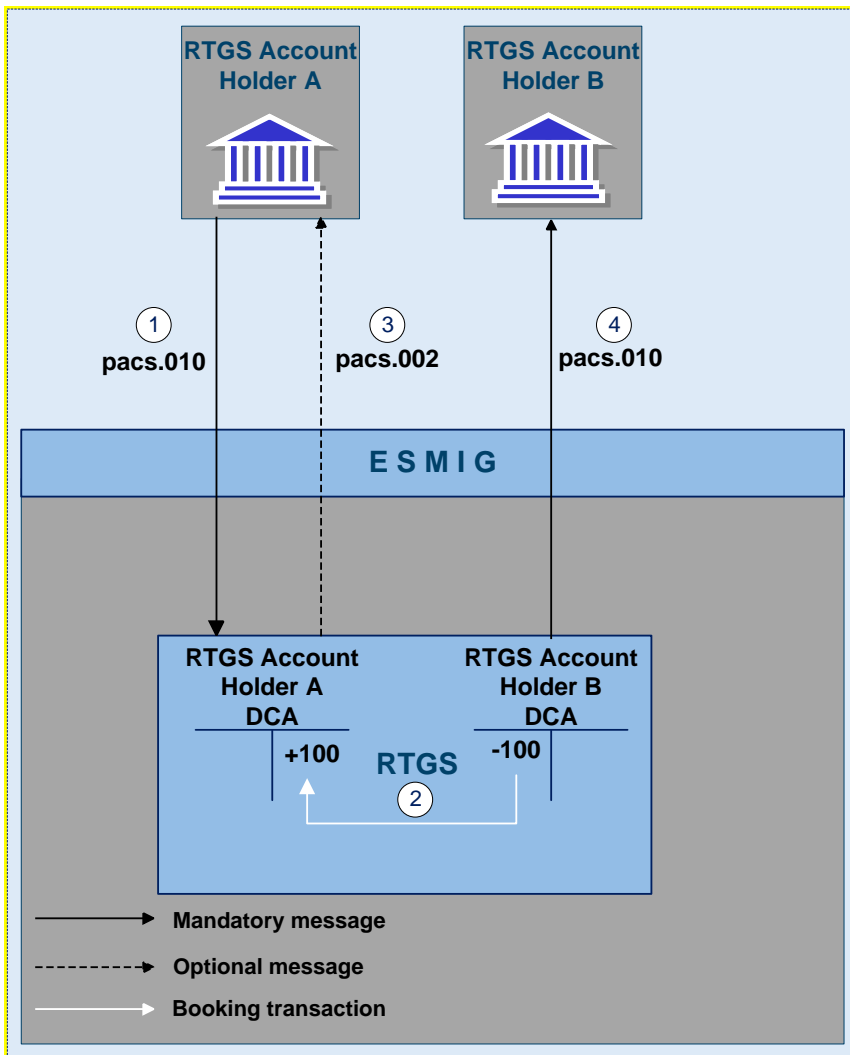 RTGS Account
Holder A
RTGS Account
Holder B
1
pacs.010
3
pacs.002
4
pacs.010
E S M I G
RTGS Account
Holder A
DCA
RTGS Account
Holder B
DCA
+100
RTGS
-100
2
Mandatory message
Optional message
Booking transaction